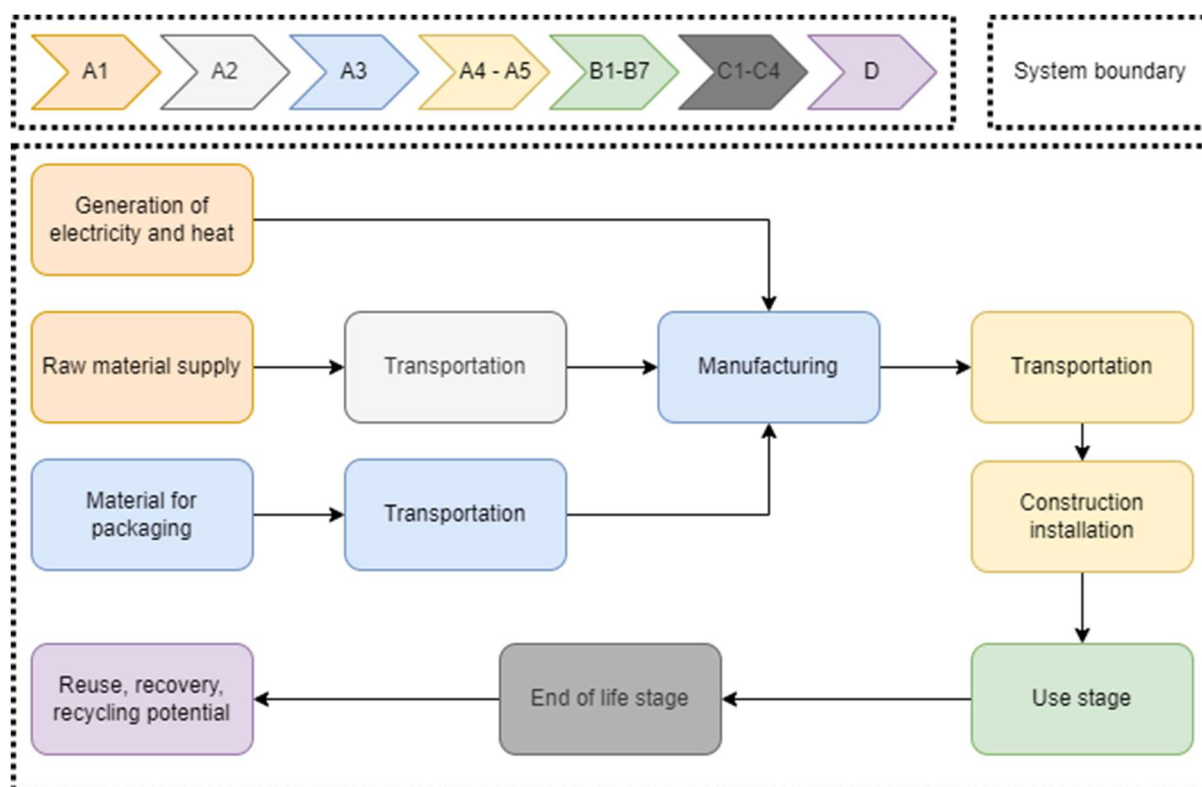 A1
A2
A3
A4 - A5
B1-B7
C1-C4
D
System boundary
Generation of
electricity and heat
Raw material supply
Transportation
Manufacturing
Transportation
Material for
packaging
Transportation
Construction
installation
Reuse, recovery,
recycling potential
End of life stage
Use stage